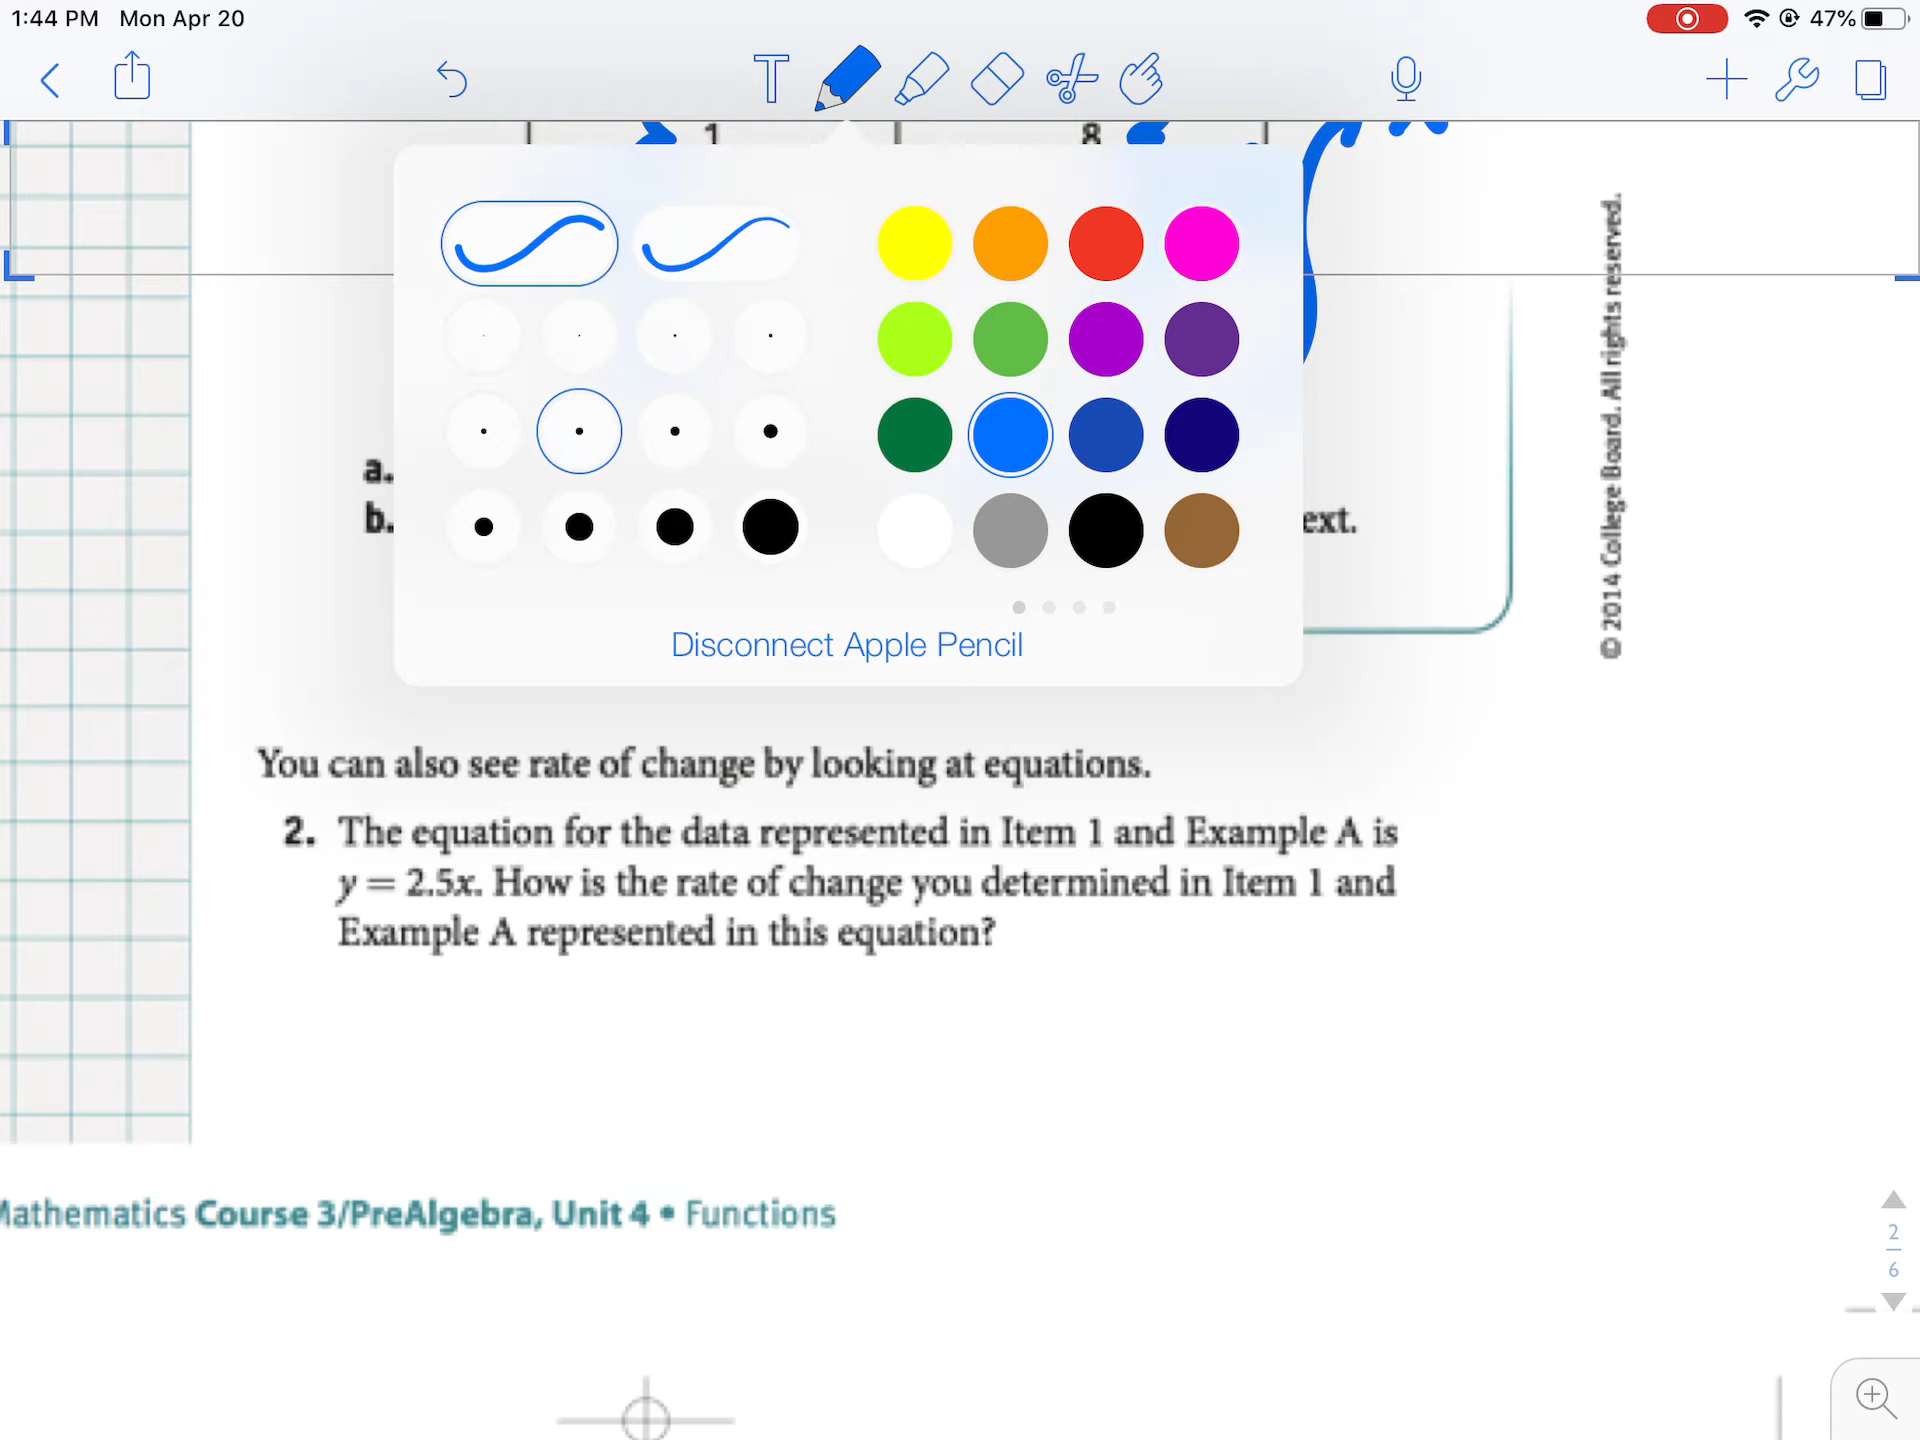 1:44 PM Mon Apr 20
47%
T
1
8
a.
b.
ext.
Disconnect Apple Pencil
© 2014 College Board. All rights reserved.
You can also see rate of change by looking at equations.
2. The equation for the data represented in Item 1 and Example A is
y = 2.5x. How is the rate of change you determined in Item 1 and
Example A represented in this equation?
Mathematics Course 3/PreAlgebra, Unit 4 • Functions
2
6